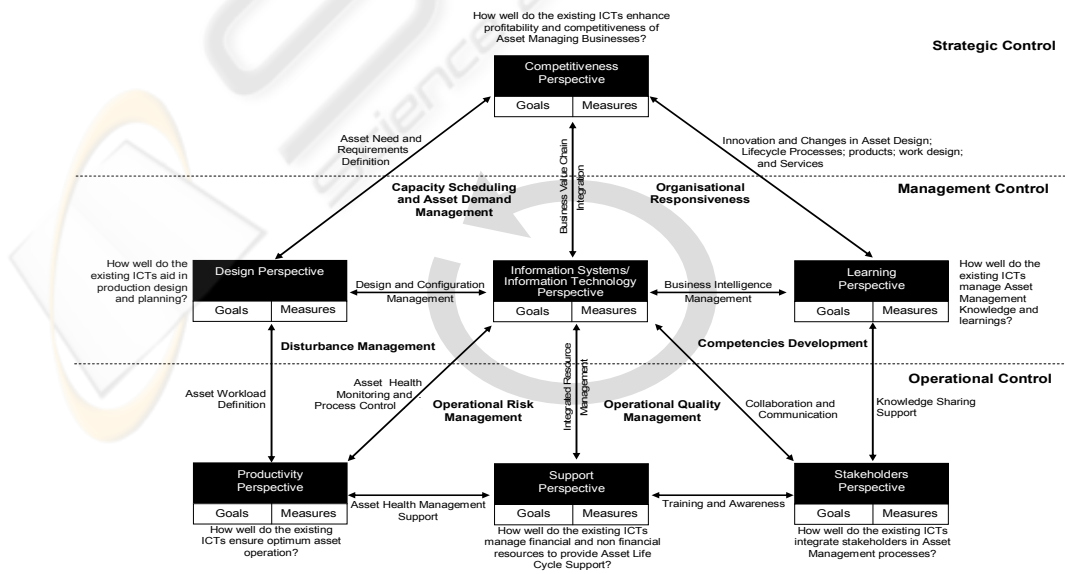 How well do the existing ICTs enhance
profitability and competitiveness of
Asset Managing Businesses?
Strategic Control
Competitiveness
Perspective
Goals
Measures
Asset Need and
Requirements
Definition
Business Value Chain
Integration
Innovation and Changes in Asset Design;
Lifecycle Processes; products; work design;
and Services
Management Control
Capacity Scheduling
and Asset Demand
Management
Organisational
Responsiveness
How well do the
existing ICTs aid in
production design
and planning?
Design Perspective
Goals
Measures
Design and Configuration
Management
Information Systems/
Information Technology
Perspective
Goals
Measures
Business Intelligence
Management
Learning
Perspective
Goals
Measures
How well do the
existing ICTs
manage Asset
Management
Knowledge and
learnings?
Disturbance Management
Competencies Development
Operational Control
Asset Workload
Definition
Asset Health
Monitoring and
Process Control
Operational Risk
Management
Integrated Resource
Management
Operational Quality
Management
Collaboration and
Communication
Knowledge Sharing
Support
Productivity
Perspective
Goals
Measures
Asset Health Management
Support
Support
Perspective
Goals
Measures
Training and Awareness
Stakeholders
Perspective
Goals
Measures
How well do the existing
ICTs ensure optimum asset
operation?
How well do the existing ICTs
manage financial and non financial
resources to provide Asset Life
Cycle Support?
How well do the existing ICTs
integrate stakeholders in Asset
Management processes?
Science